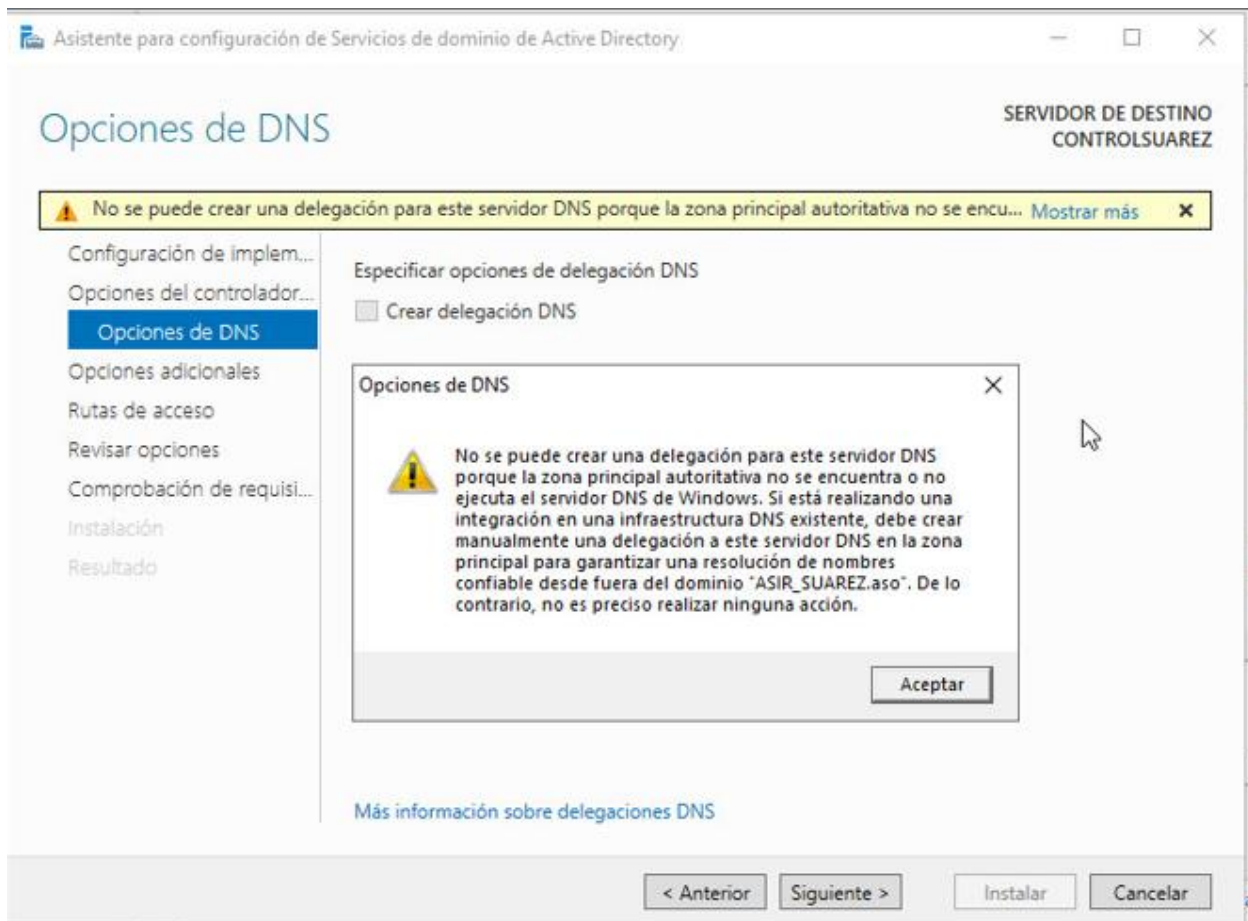 Asistente para configuración de Servicios de dominio de Active Directory
Opciones de DNS
SERVIDOR DE DESTINO
CONTROLSUAREZ
No se puede crear una delegación para este servidor DNS porque la zona principal autoritativa no se encu... Mostrar más
Configuración de implem...
Opciones del controlador...
Opciones de DNS
Opciones adicionales
Rutas de acceso
Revisar opciones
Comprobación de requisi...
Instalación
Resultado
Especificar opciones de delegación DNS
Crear delegación DNS
Opciones de DNS
No se puede crear una delegación para este servidor DNS
porque la zona principal autoritativa no se encuentra o no
ejecuta el servidor DNS de Windows. Si está realizando una
integración en una infraestructura DNS existente, debe crear
manualmente una delegación a este servidor DNS en la zona
principal para garantizar una resolución de nombres
confiable desde fuera del dominio "ASIR_SUAREZ.aso". De lo
contrario, no es preciso realizar ninguna acción.
Aceptar
Más información sobre delegaciones DNS
< Anterior
Siguiente >
Instalar
Cancelar